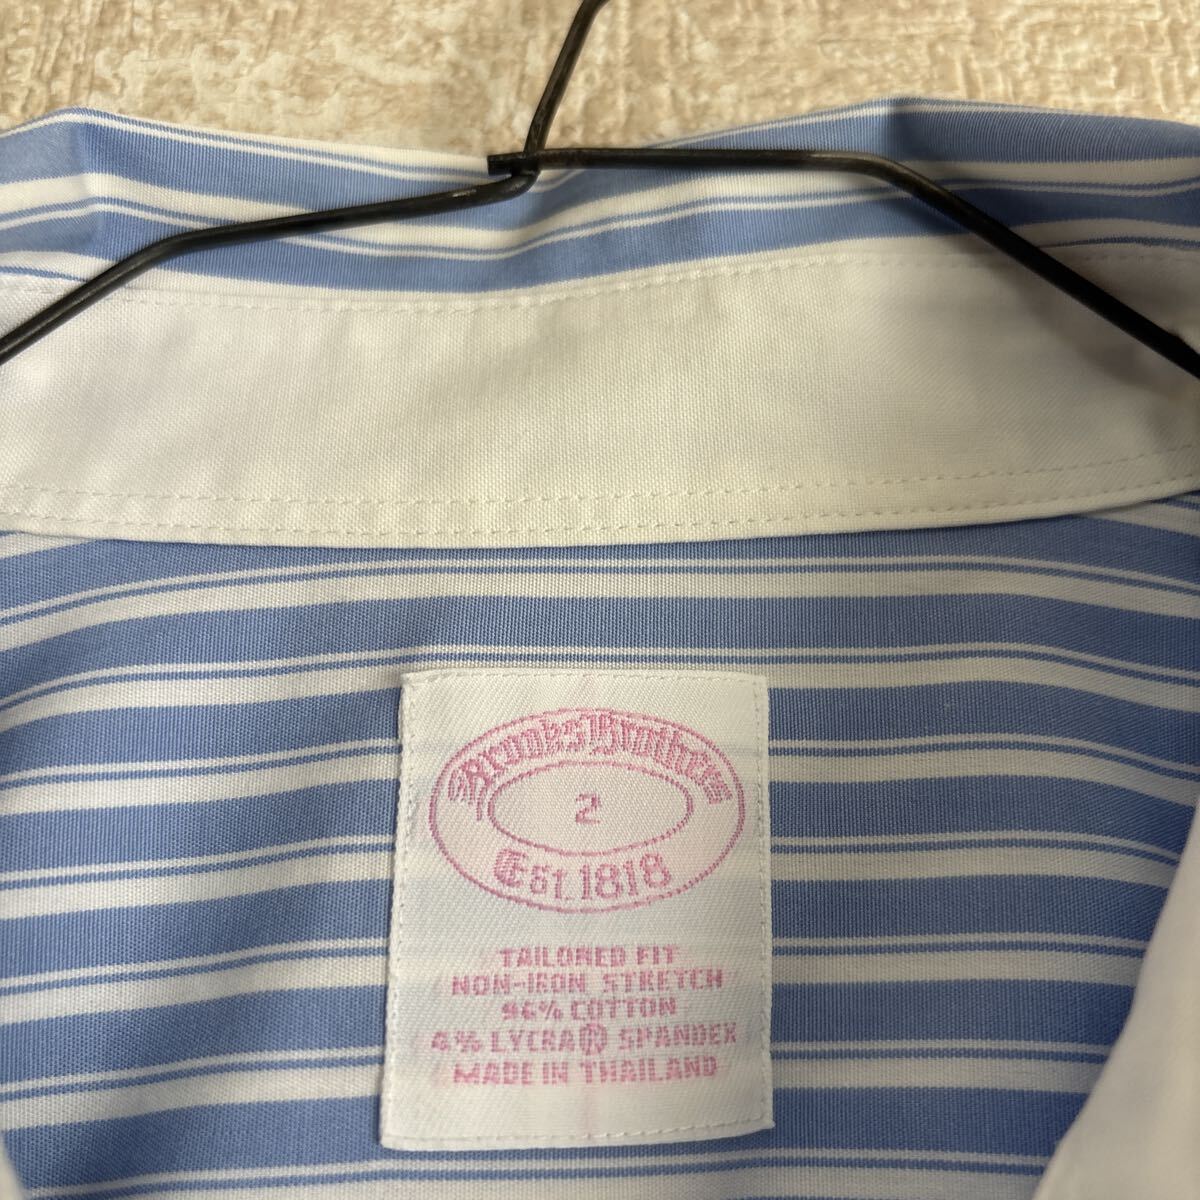 Brooks Brothers
2
Est. 1818
TAILORED FIT
NON-IRON STRETCH
96% COTTON
4% LYCRA® SPANDEX
MADE IN THAILAND